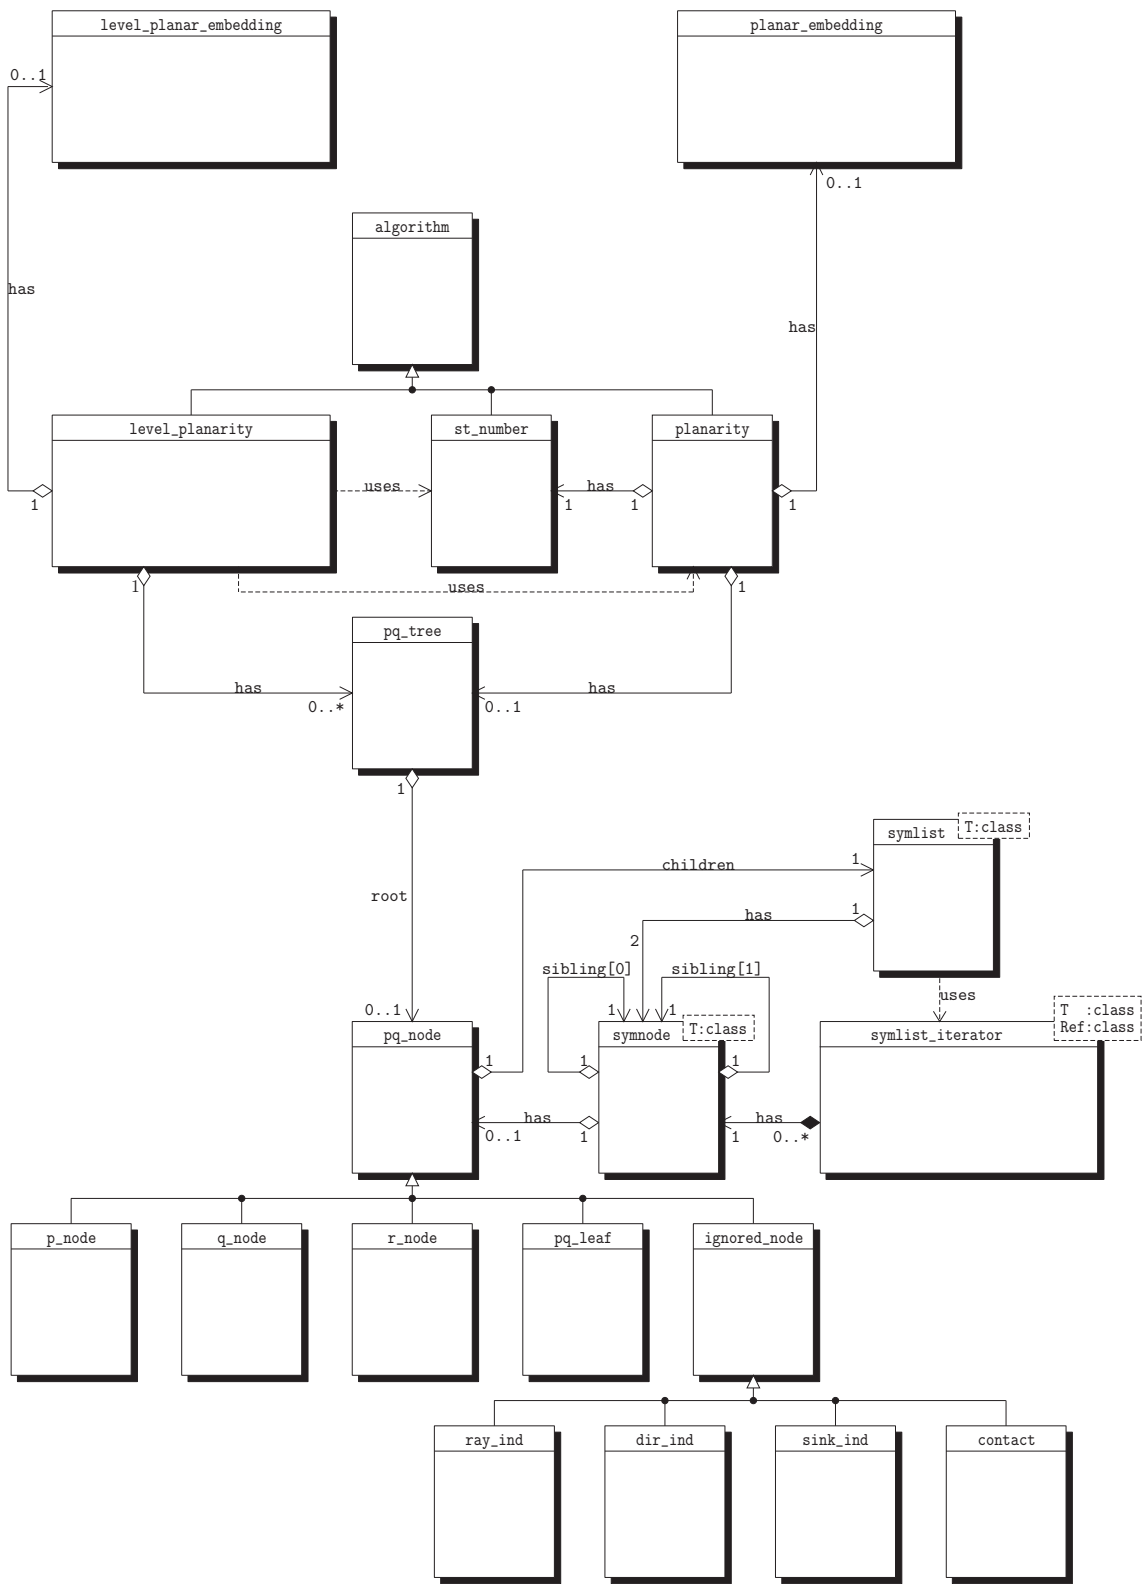 level_planar_embedding
planar_embedding
0..1
0..1
algorithm
has
has
level_planarity
st_number
planarity
uses
has
1
1
1
1
1
uses
1
pq_tree
has
has
0..*
0..1
1
symlist
T:class
children
1
root
has
1
2
sibling[0]
sibling[1]
uses
0..1
1
1
pq_node
symnode
T:class
symlist_iterator
T :class
Ref:class
1
1
1
has
has
0..1
1
1
0..*
p_node
q_node
r_node
pq_leaf
ignored_node
ray_ind
dir_ind
sink_ind
contact